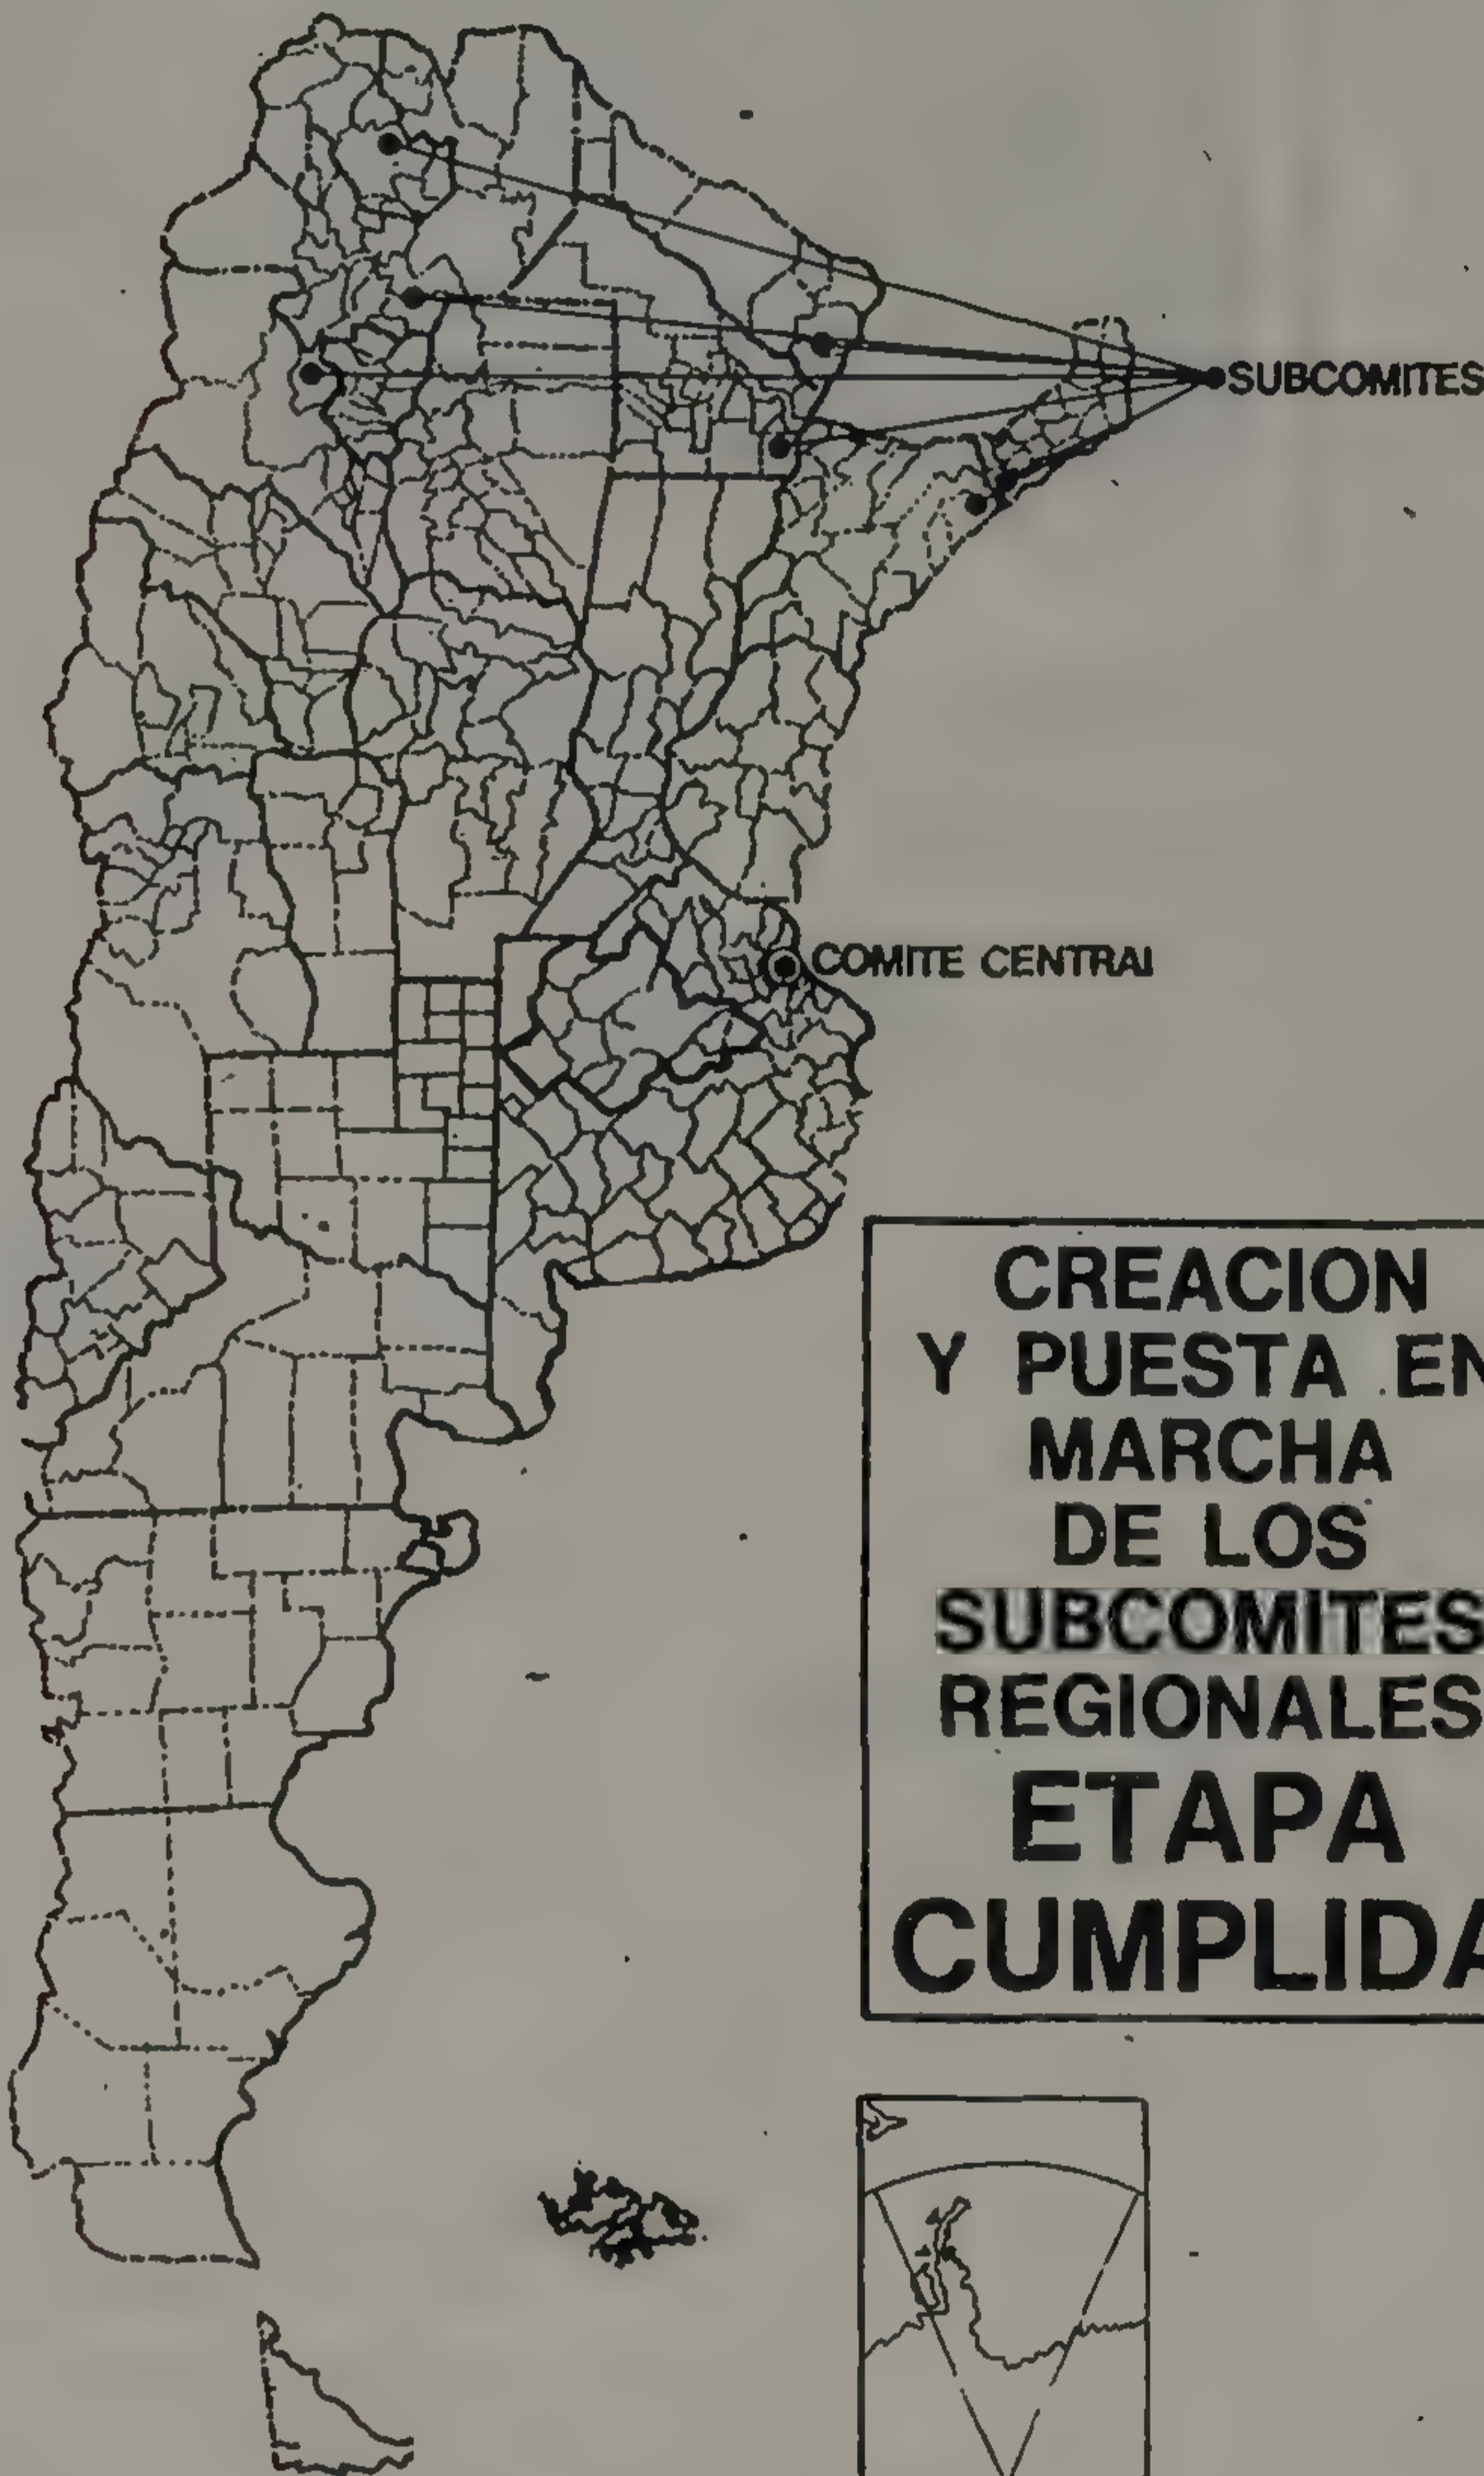 SUBCOMITES
COMITE CENTRAL
CREACION
Y PUESTA EN
MARCHA
DE LOS
SUBCOMITES
REGIONALES
ETAPA
CUMPLIDA